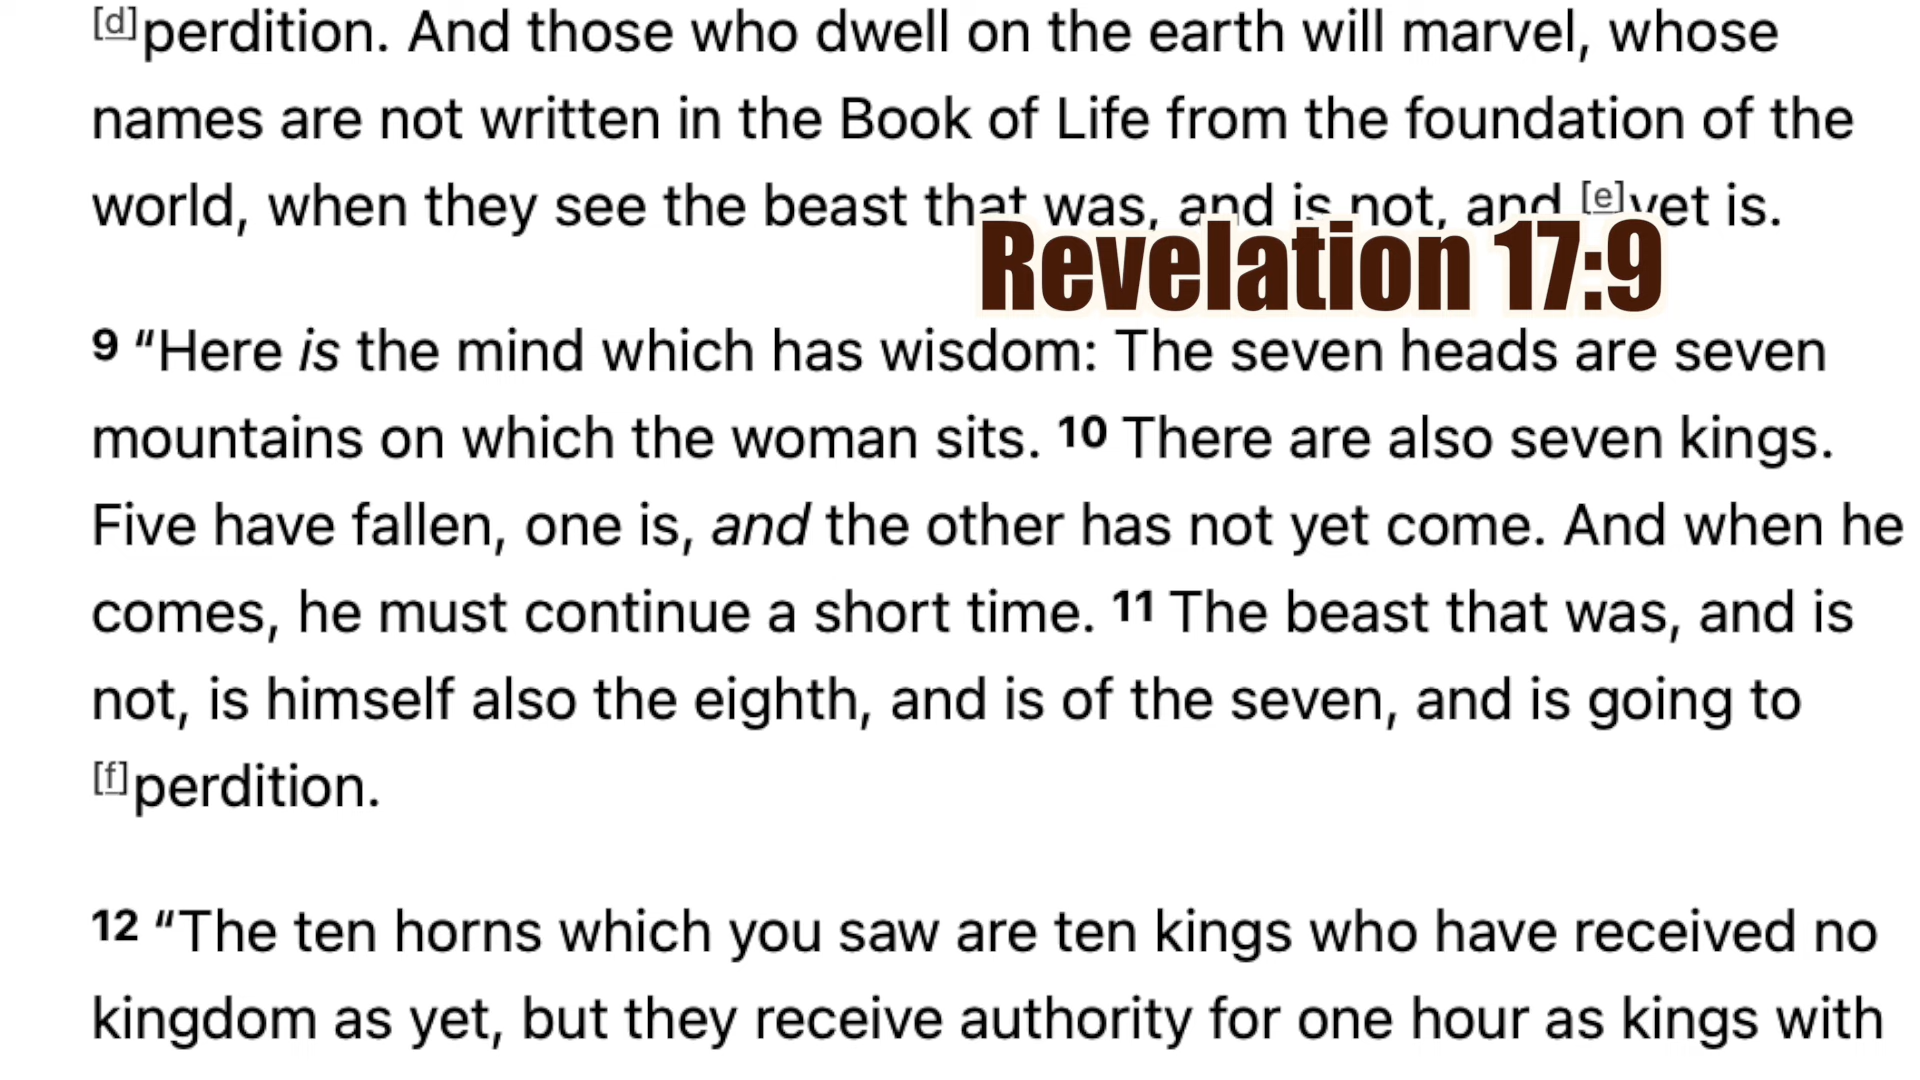 [d]perdition. And those who dwell on the earth will marvel, whose
names are not written in the Book of Life from the foundation of the
world, when they see the beast that was, and is not, and [e]yet is.
Revelation 17:9
9 “Here is the mind which has wisdom: The seven heads are seven
mountains on which the woman sits. 10 There are also seven kings.
Five have fallen, one is, and the other has not yet come. And when he
comes, he must continue a short time. 11 The beast that was, and is
not, is himself also the eighth, and is of the seven, and is going to
[f]perdition.
12 “The ten horns which you saw are ten kings who have received no
kingdom as yet, but they receive authority for one hour as kings with